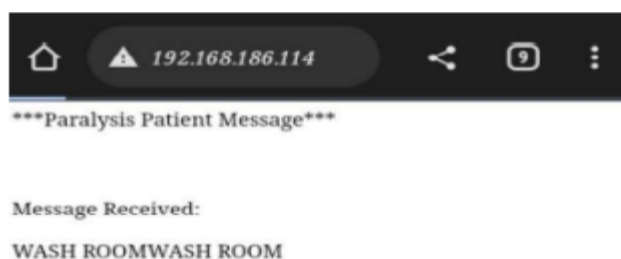 192.168.186.114
9
***Paralysis Patient Message***
Message Received:
WASH ROOMWASH ROOM